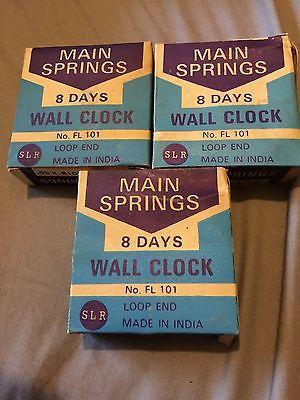 MAIN
SPRINGS
8 DAYS
WALL CLOCK
No. FL 101
SLR
LOOP END
MADE IN INDIA
MAIN
SPRINGS
8 DAYS
WALL CLOCK
No. FL 101
SLR
LOOP END
MADE IN INDIA
MAIN
SPRINGS
8 DAYS
WALL CLOCK
No. FL 101
SLR
LOOP END
MADE IN INDIA